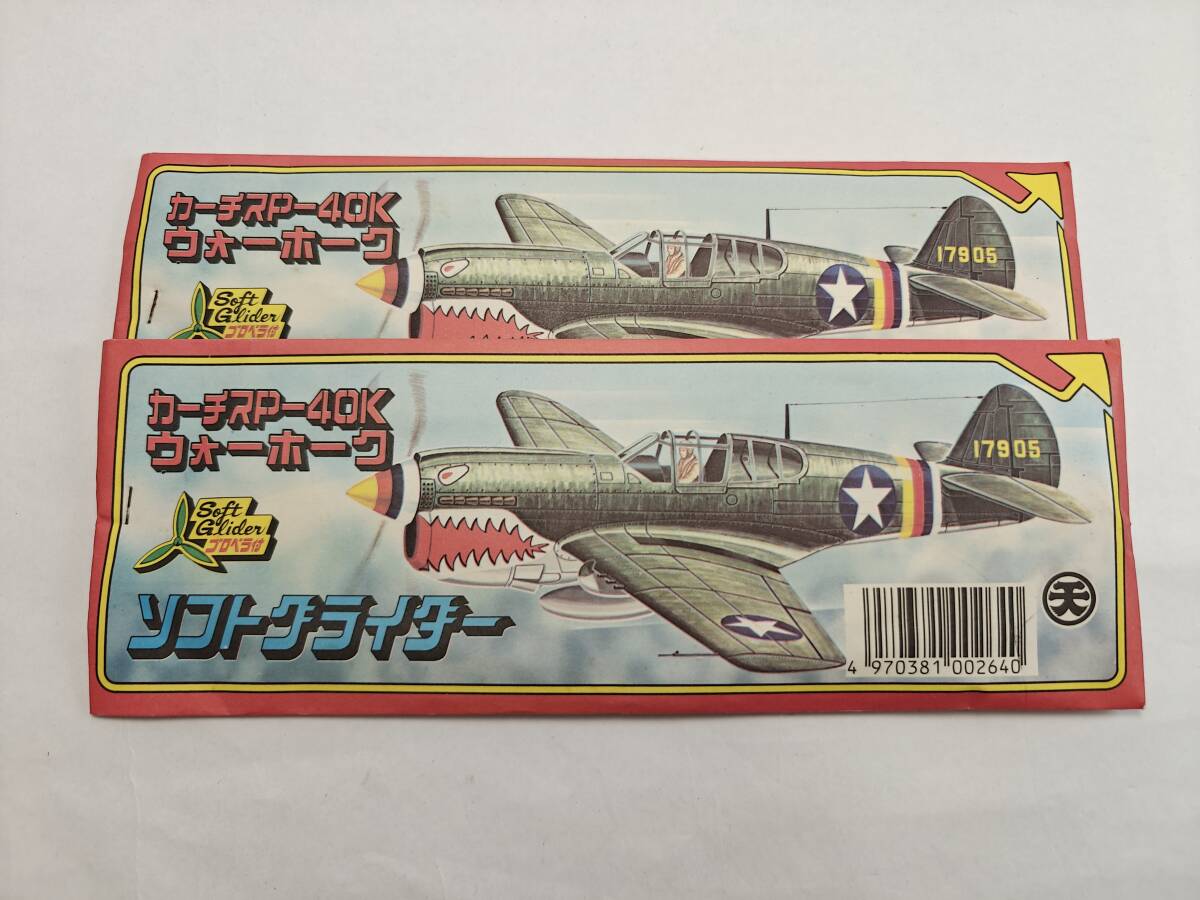 カーチスP-40K
ウォーホーク
Soft
Glider
プロペラ付
17905
カーチスP-40K
ウォーホーク
Soft
Glider
プロペラ付
ソフトグライダー
17905
天
4 970381 002640